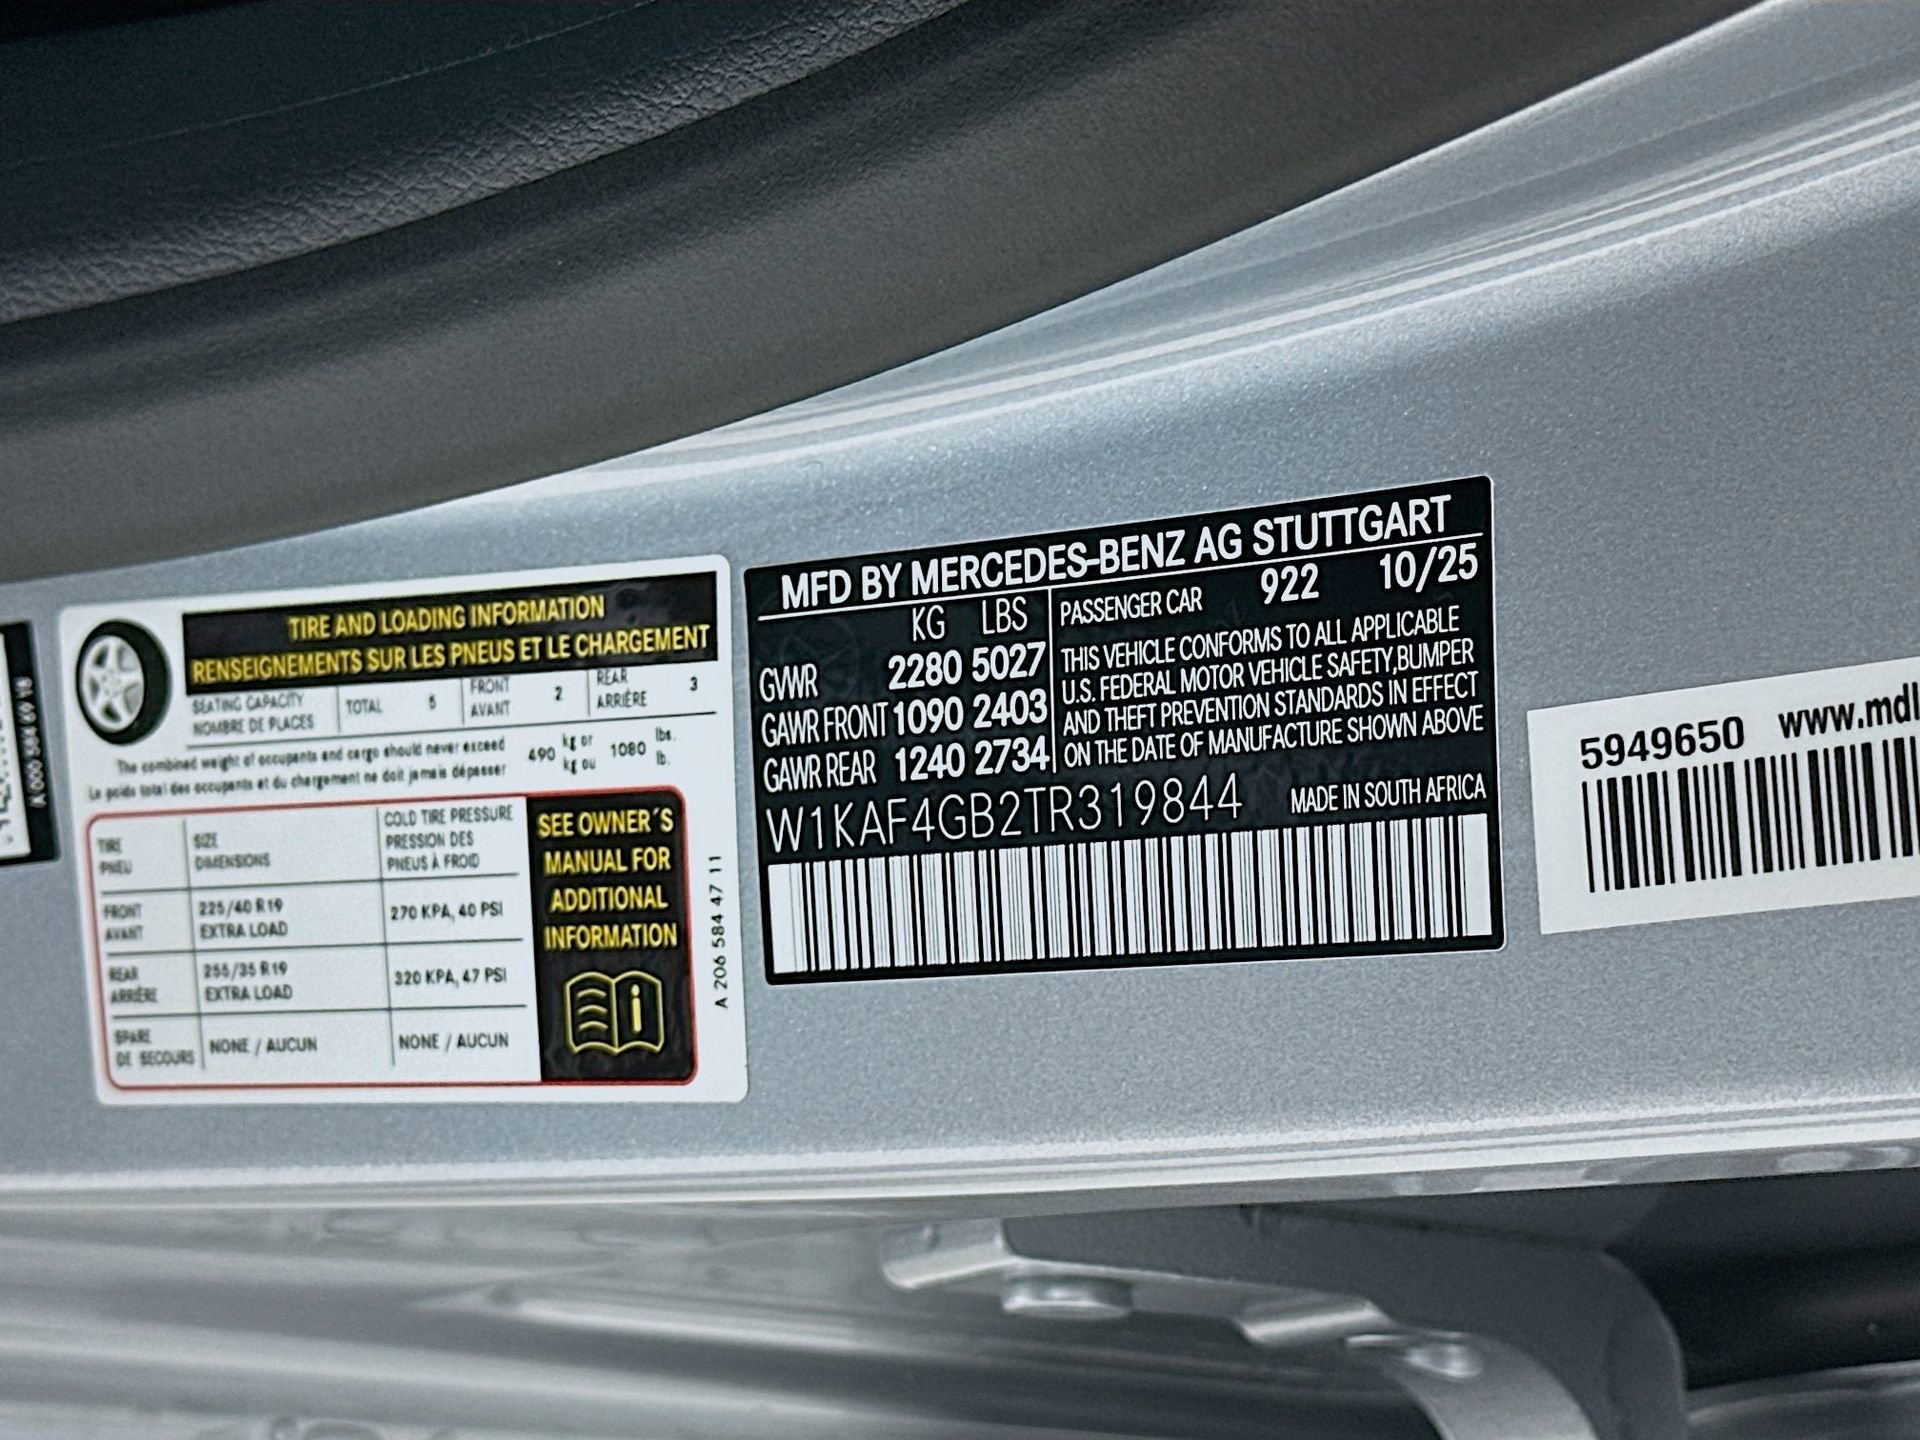 A 000 584 69 18
TIRE AND LOADING INFORMATION
RENSEIGNEMENTS SUR LES PNEUS ET LE CHARGEMENT
SEATING CAPACITY
NOMBRE DE PLACES
TOTAL 5
FRONT
AVANT 2
REAR
ARRIÈRE 3
The combined weight of occupants and cargo should never exceed
Le poids total des occupants et du chargement ne doit jamais dépasser
490 kg or
kg ou 1080 lbs.
lb.
TIRE
PNEU
SIZE
DIMENSIONS
COLD TIRE PRESSURE
PRESSION DES
PNEUS À FROID
FRONT
AVANT
225/40 R19
EXTRA LOAD
270 KPA, 40 PSI
REAR
ARRIÈRE
255/35 R19
EXTRA LOAD
320 KPA, 47 PSI
SPARE
DE SECOURS
NONE / AUCUN
NONE / AUCUN
SEE OWNER´S
MANUAL FOR
ADDITIONAL
INFORMATION
A 206 584 47 11
MFD BY MERCEDES-BENZ AG STUTTGART
KG LBS
GVWR 2280 5027
GAWR FRONT 1090 2403
GAWR REAR 1240 2734
PASSENGER CAR 922 10/25
THIS VEHICLE CONFORMS TO ALL APPLICABLE
U.S. FEDERAL MOTOR VEHICLE SAFETY,BUMPER
AND THEFT PREVENTION STANDARDS IN EFFECT
ON THE DATE OF MANUFACTURE SHOWN ABOVE
W1KAF4GB2TR319844 MADE IN SOUTH AFRICA
5949650 www.mdl